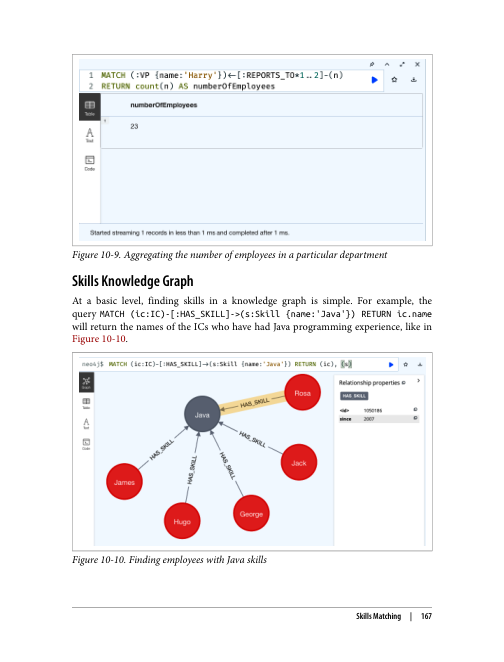 1 MATCH (:VP {name:'Harry'})<-[:REPORTS_TO*1..2]-(n)
2 RETURN count(n) AS numberOfEmployees
numberOfEmployees
Table
1
23
Text
Code
Started streaming 1 records in less than 1 ms and completed after 1 ms.
Figure 10-9. Aggregating the number of employees in a particular department
Skills Knowledge Graph
At a basic level, finding skills in a knowledge graph is simple. For example, the
query MATCH (ic:IC)-[:HAS_SKILL]->(s:Skill {name:'Java'}) RETURN ic.name
will return the names of the ICs who have had Java programming experience, like in
Figure 10-10.
neo4j$ MATCH (ic:IC)-[:HAS_SKILL]->(s:Skill {name:'Java'}) RETURN (ic), (s)
Graph
Table
Text
Code
Relationship properties
HAS_SKILL
<id> 1050186
since 2007
Rosa
HAS_SKILL
Java
HAS_SKILL
Jack
HAS_SKILL
James
HAS_SKILL
Hugo
HAS_SKILL
George
Figure 10-10. Finding employees with Java skills
Skills Matching | 167